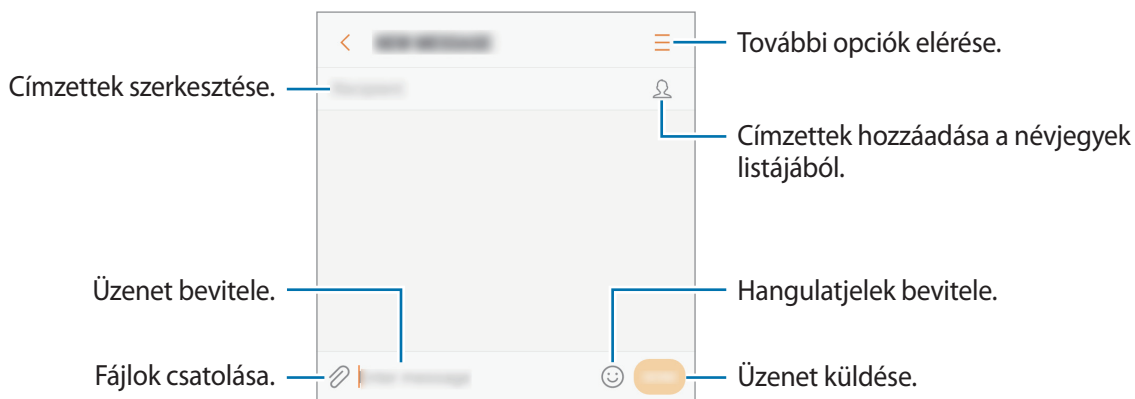 További opciók elérése.
Címzettek szerkesztése.
Címzettek hozzáadása a névjegyek
listájából.
Üzenet bevitele.
Hangulatjelek bevitele.
Fájlok csatolása.
Üzenet küldése.